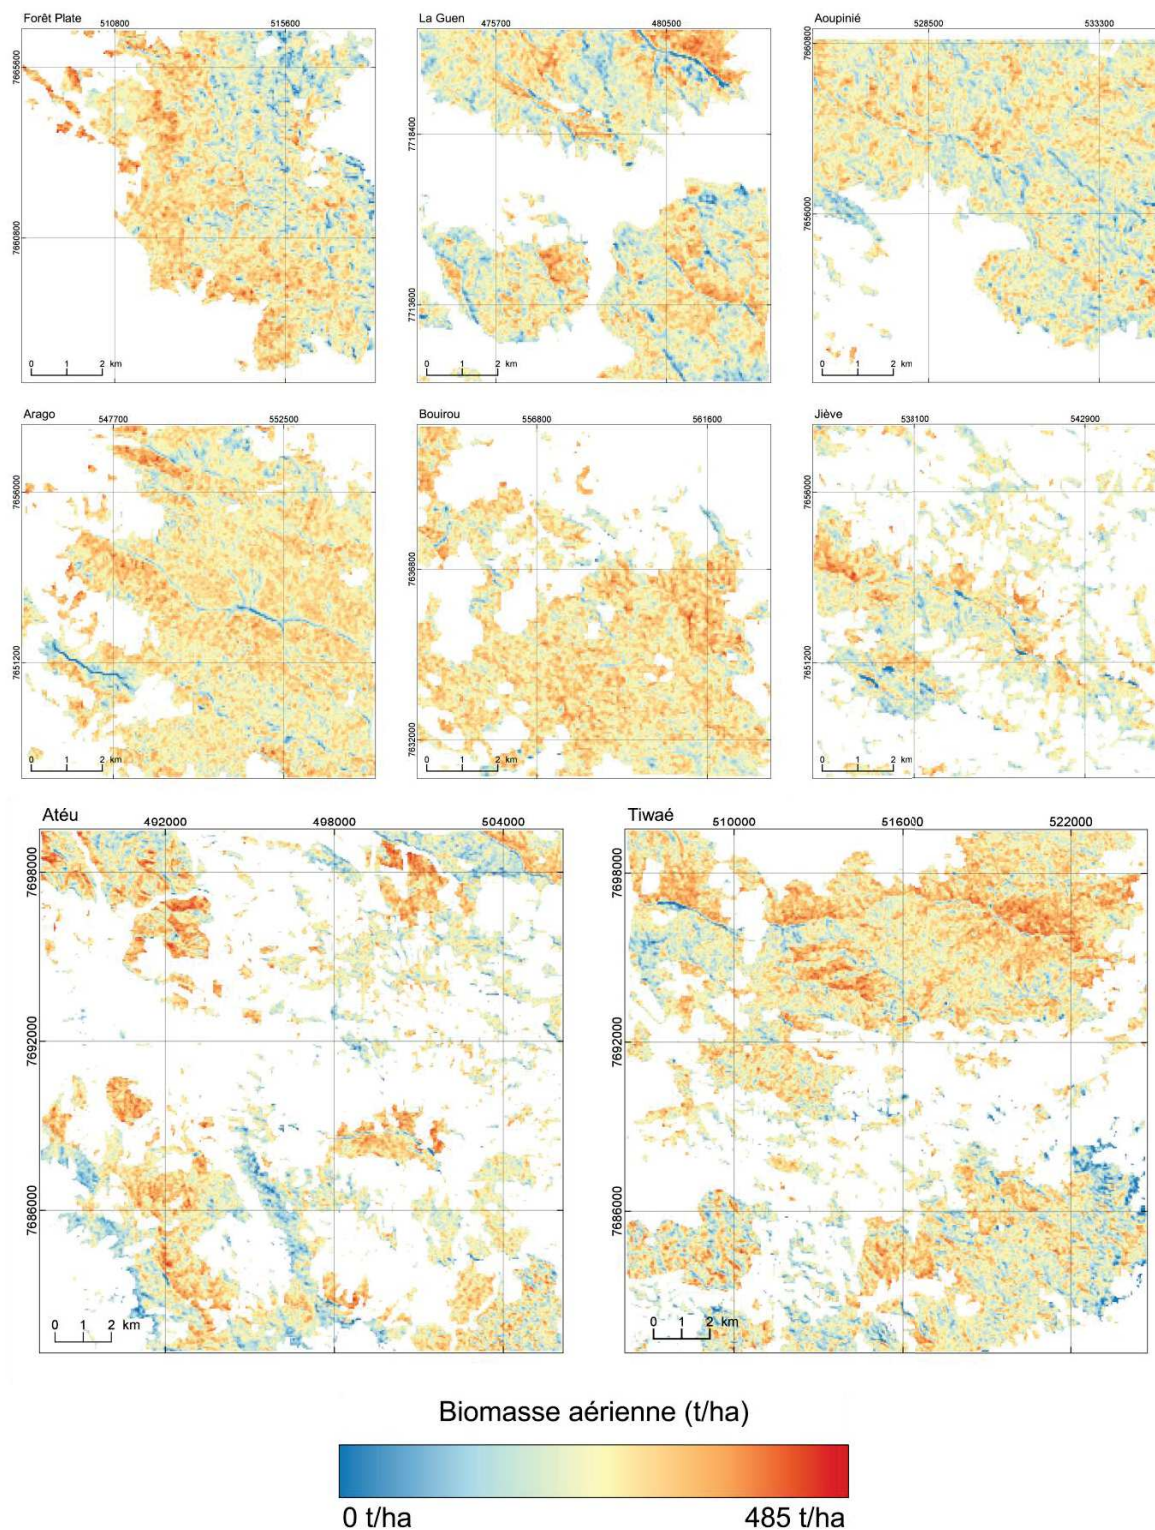 Forêt Plate
510800
515600
7665600
7660800
0 1 2 km
La Guen
475700
480500
7718400
7713600
0 1 2 km
Aoupinié
528500
533300
7660800
7656000
0 1 2 km
Arago
547700
552500
7656000
7651200
0 1 2 km
Bouirou
556800
561600
7636800
7632000
0 1 2 km
Jiève
538100
542900
7656000
7651200
0 1 2 km
Atéu
492000
498000
504000
7698000
7692000
7686000
0 1 2 km
Tiwaé
510000
516000
522000
7698000
7692000
7686000
0 1 2 km
Biomasse aérienne (t/ha)
0 t/ha
485 t/ha